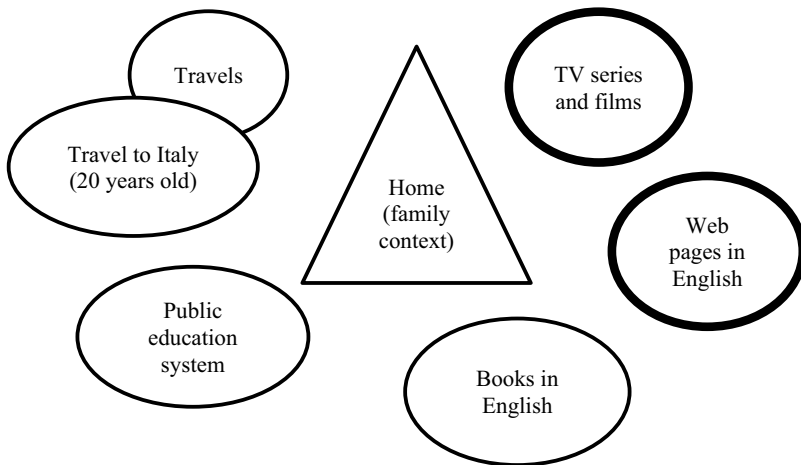 Travels
Travel to Italy
(20 years old)
Home
(family
context)
TV series
and films
Web
pages in
English
Public
education
system
Books in
English